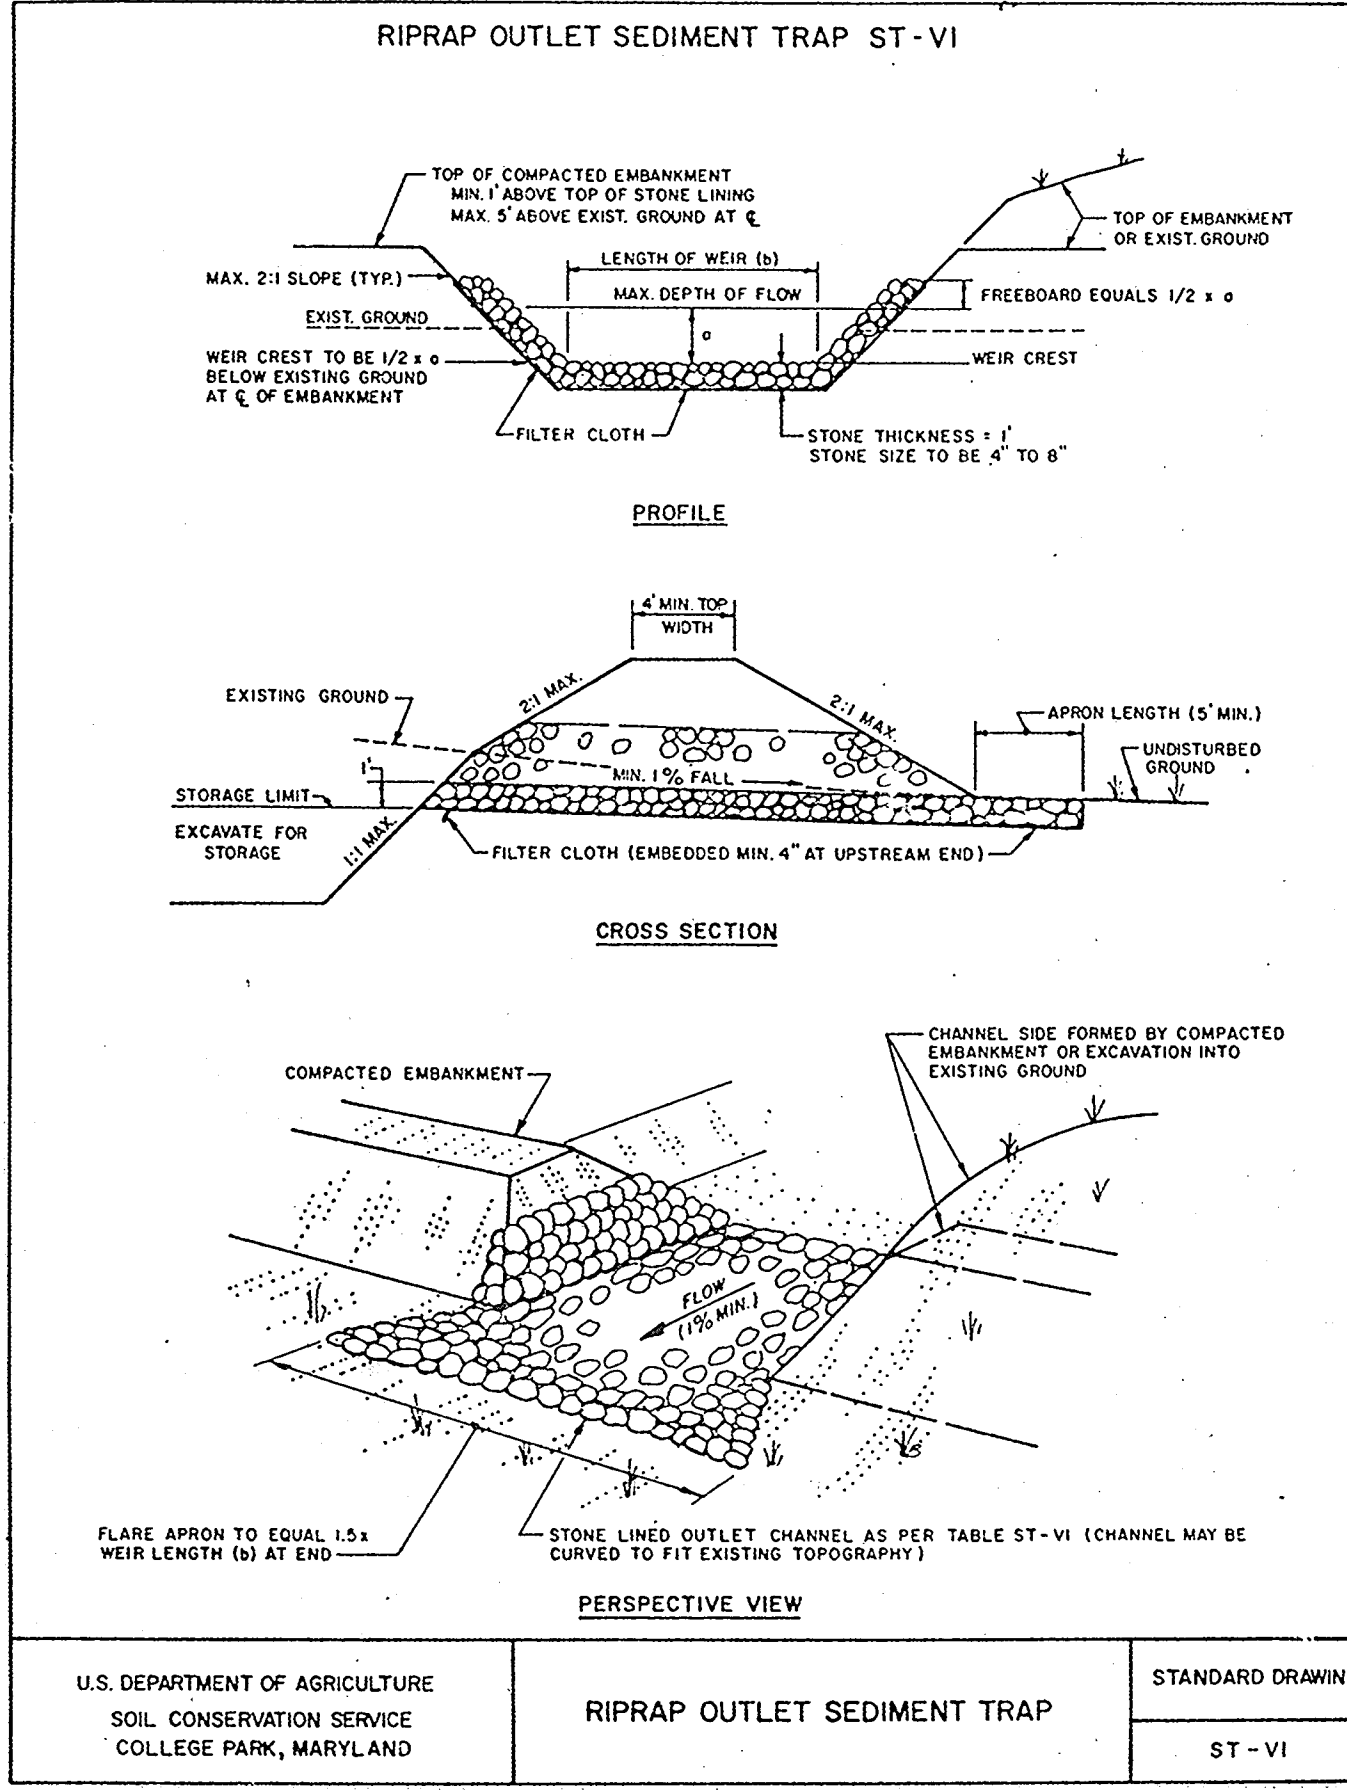 RIPRAP OUTLET SEDIMENT TRAP ST-VI
TOP OF COMPACTED EMBANKMENT
MIN. 1' ABOVE TOP OF STONE LINING
MAX. 5' ABOVE EXIST. GROUND AT ℄
TOP OF EMBANKMENT
OR EXIST. GROUND
LENGTH OF WEIR (b)
MAX. 2:1 SLOPE (TYP.)
MAX. DEPTH OF FLOW
FREEBOARD EQUALS 1/2 x a
EXIST. GROUND
a
WEIR CREST TO BE 1/2 x a
BELOW EXISTING GROUND
AT ℄ OF EMBANKMENT
WEIR CREST
FILTER CLOTH
STONE THICKNESS = 1'
STONE SIZE TO BE 4" TO 8"
PROFILE
4' MIN. TOP
WIDTH
EXISTING GROUND
2:1 MAX.
2:1 MAX.
APRON LENGTH (5' MIN.)
UNDISTURBED
GROUND
1'
MIN. 1% FALL
STORAGE LIMIT
EXCAVATE FOR
STORAGE
1:1 MAX.
FILTER CLOTH (EMBEDDED MIN. 4" AT UPSTREAM END)
CROSS SECTION
CHANNEL SIDE FORMED BY COMPACTED
EMBANKMENT OR EXCAVATION INTO
EXISTING GROUND
COMPACTED EMBANKMENT
FLOW
(1% MIN.)
FLARE APRON TO EQUAL 1.5x
WEIR LENGTH (b) AT END
STONE LINED OUTLET CHANNEL AS PER TABLE ST-VI (CHANNEL MAY BE
CURVED TO FIT EXISTING TOPOGRAPHY)
PERSPECTIVE VIEW
U.S. DEPARTMENT OF AGRICULTURE
SOIL CONSERVATION SERVICE
COLLEGE PARK, MARYLAND
RIPRAP OUTLET SEDIMENT TRAP
STANDARD DRAWIN
ST-VI